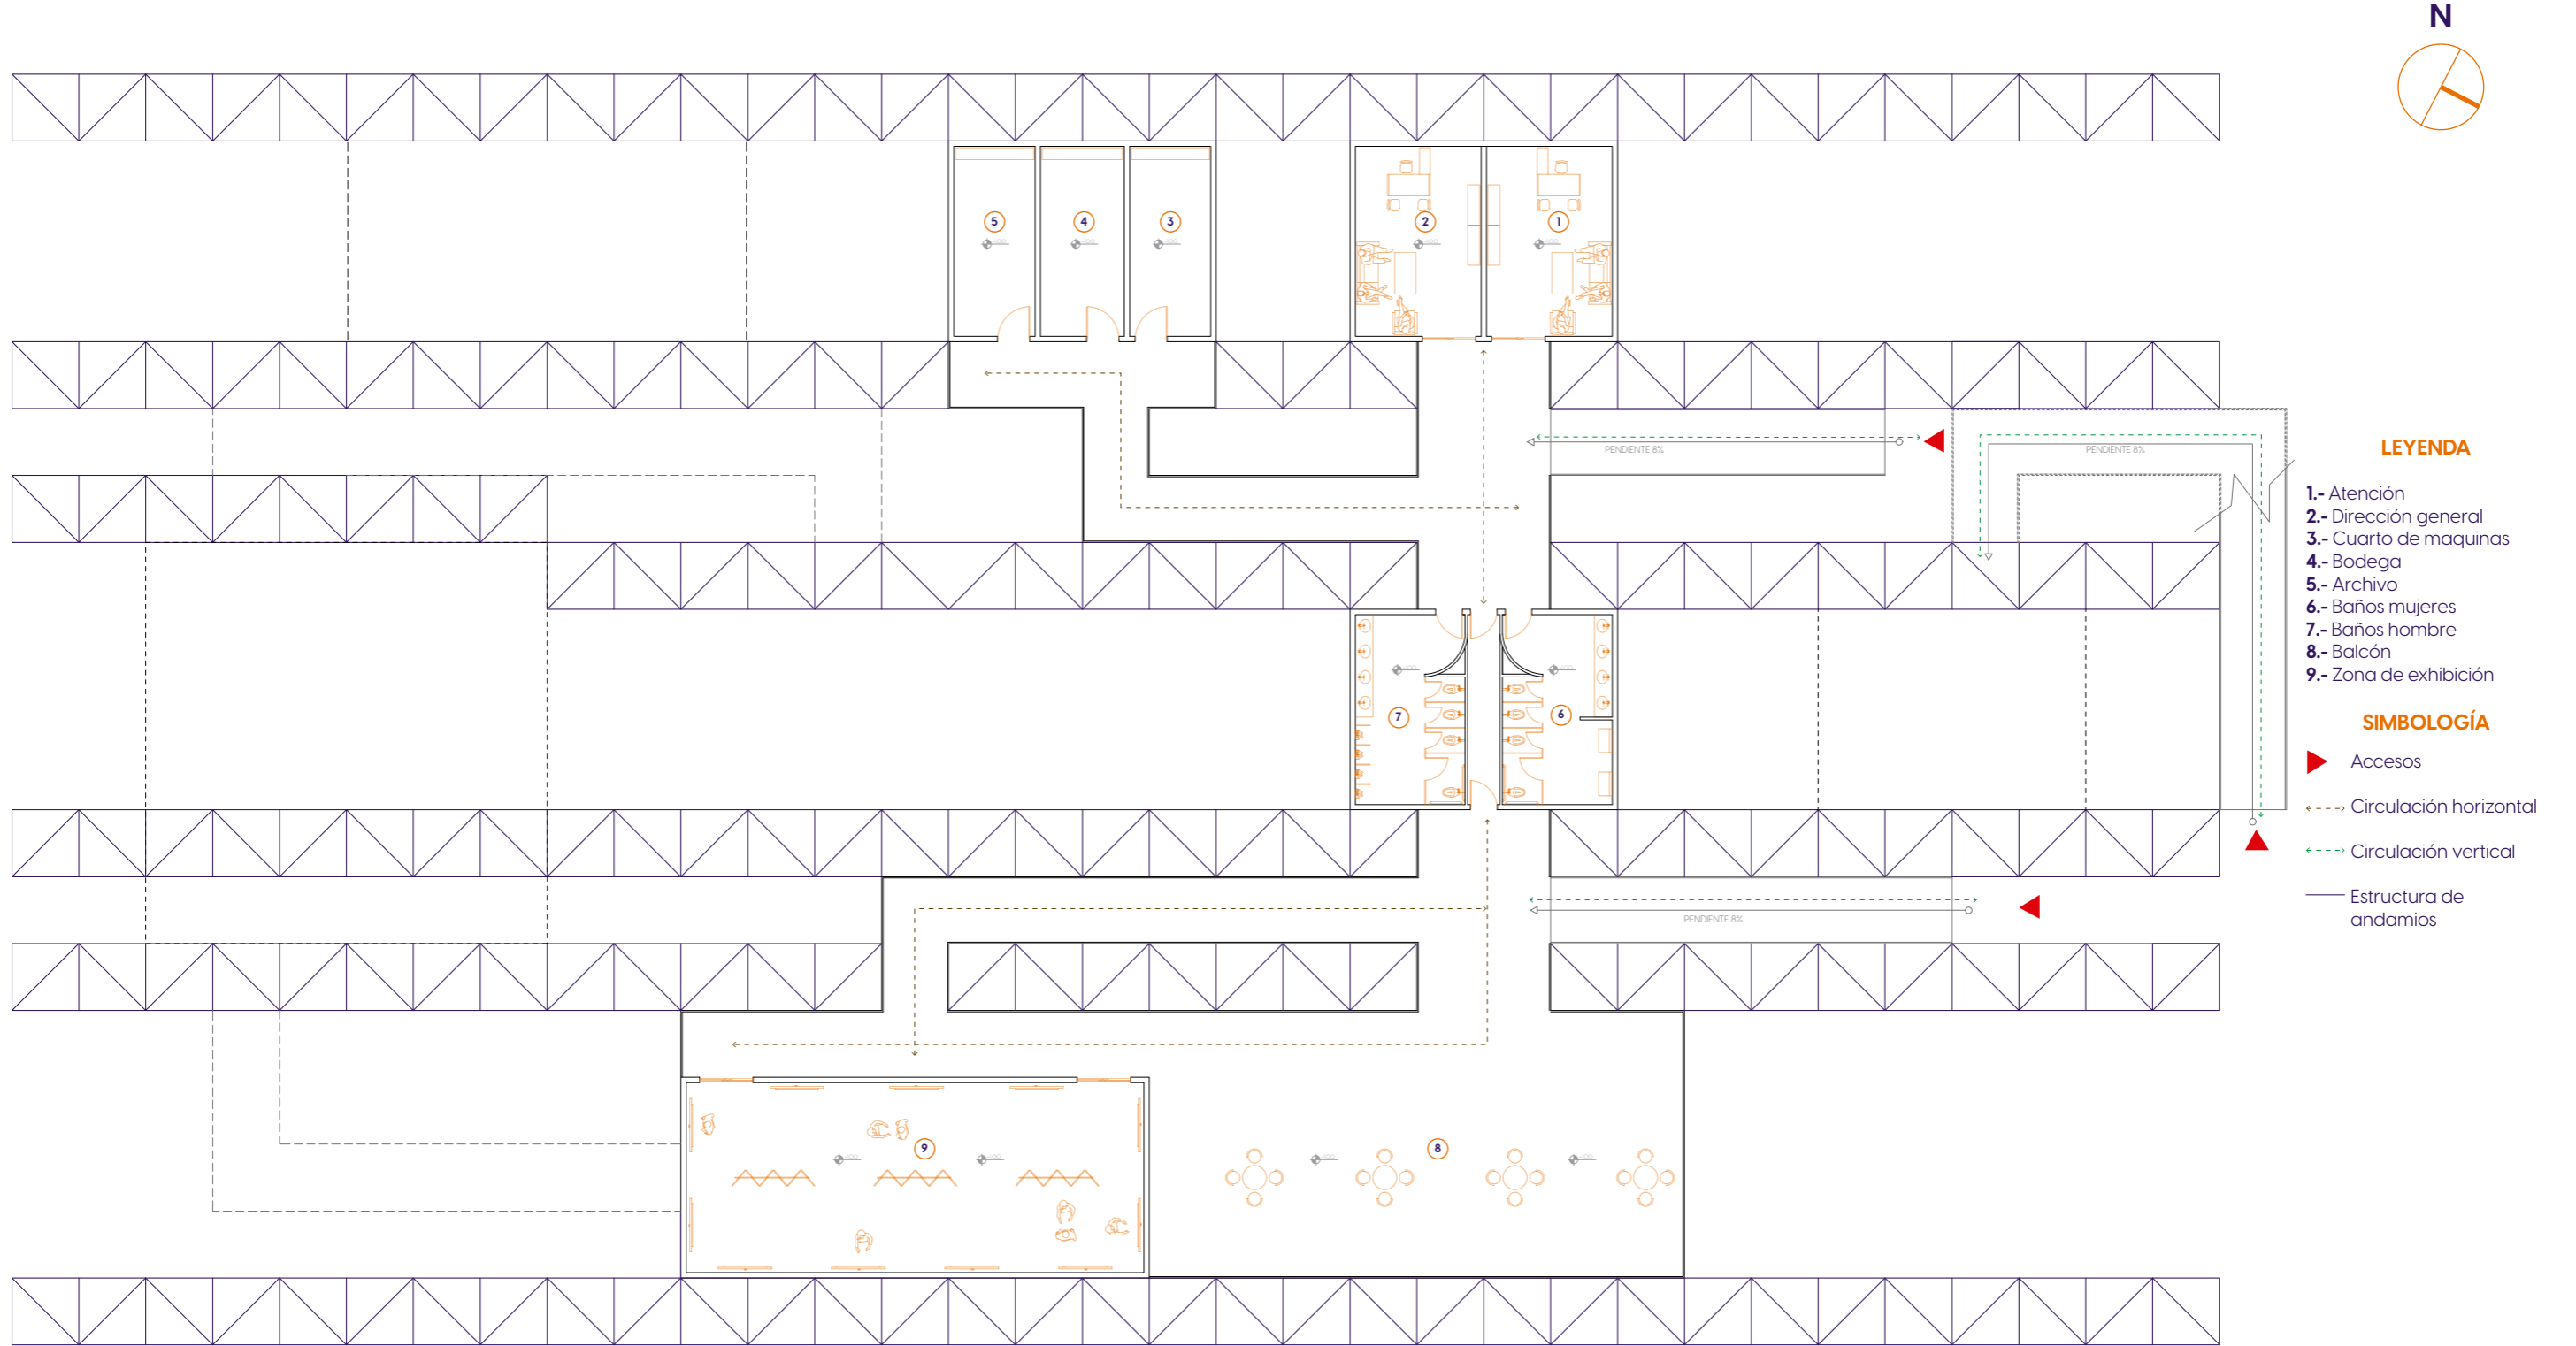 N
5
4
3
2
1
PENDIENTE 8%
PENDIENTE 8%
7
6
PENDIENTE 8%
9
8
LEYENDA
1.- Atención
2.- Dirección general
3.- Cuarto de maquinas
4.- Bodega
5.- Archivo
6.- Baños mujeres
7.- Baños hombre
8.- Balcón
9.- Zona de exhibición
SIMBOLOGÍA
Accesos
Circulación horizontal
Circulación vertical
Estructura de
andamios